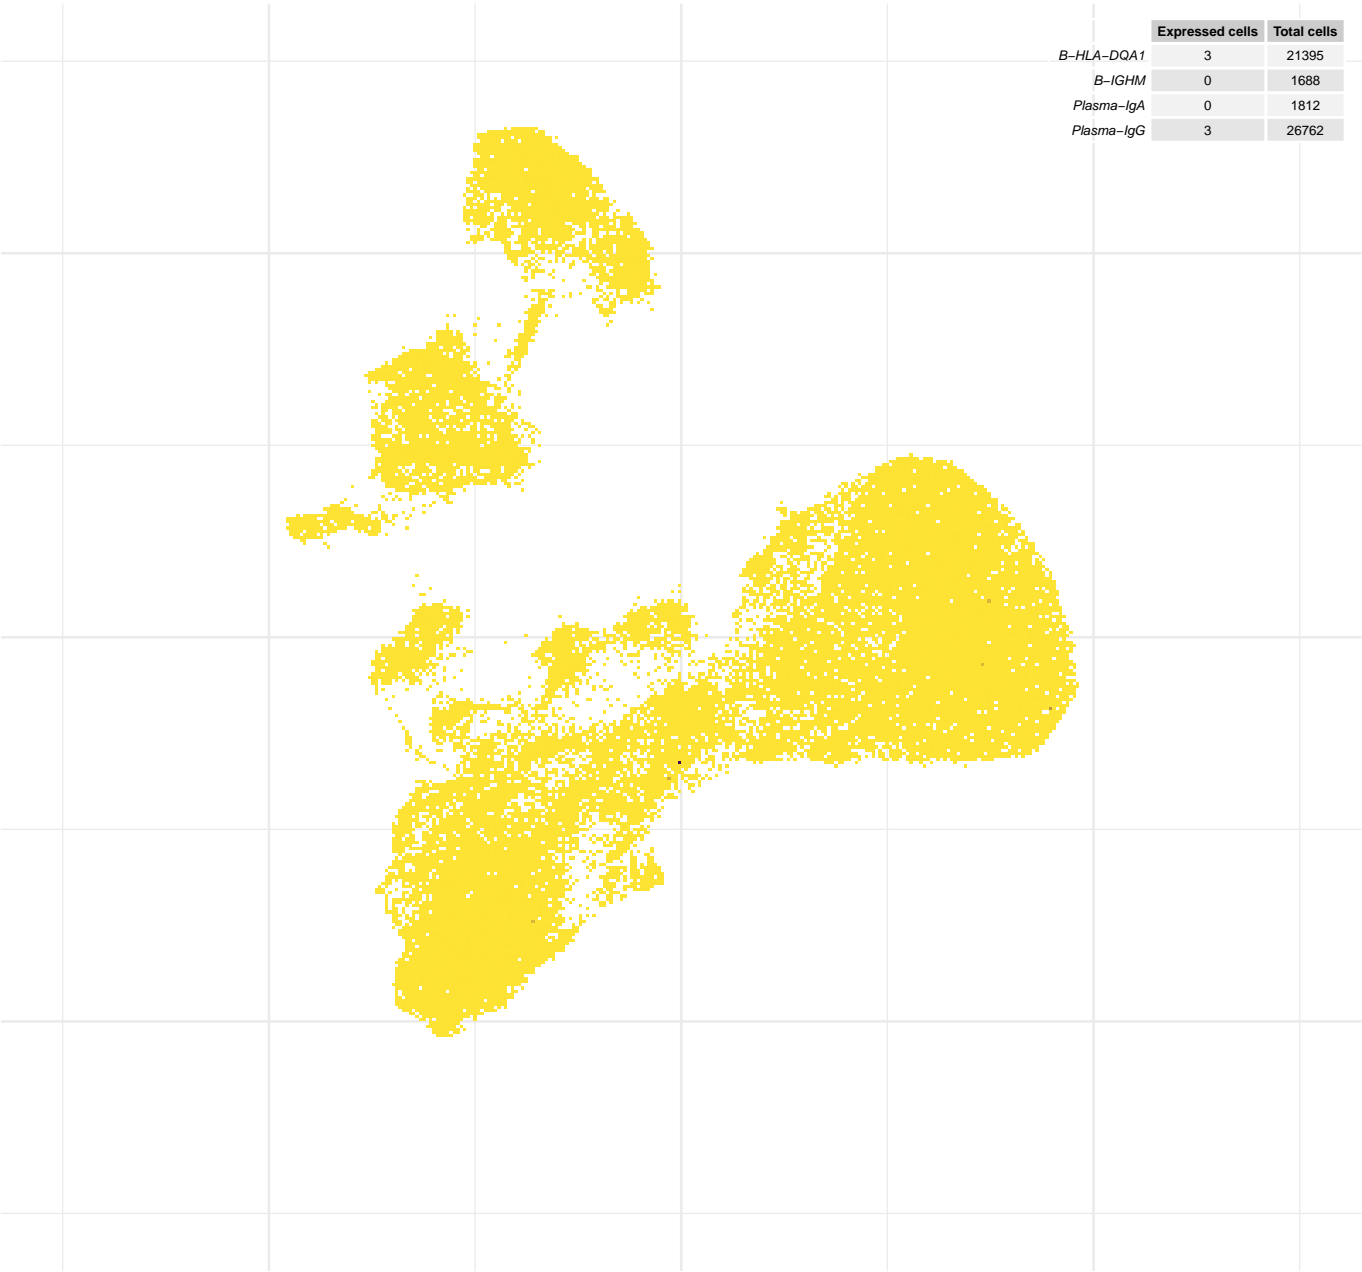 Expressed cells Total cells
B−HLA−DQA1 3 21395
B−IGHM 0 1688
Plasma−IgA 0 1812
Plasma−IgG 3 26762